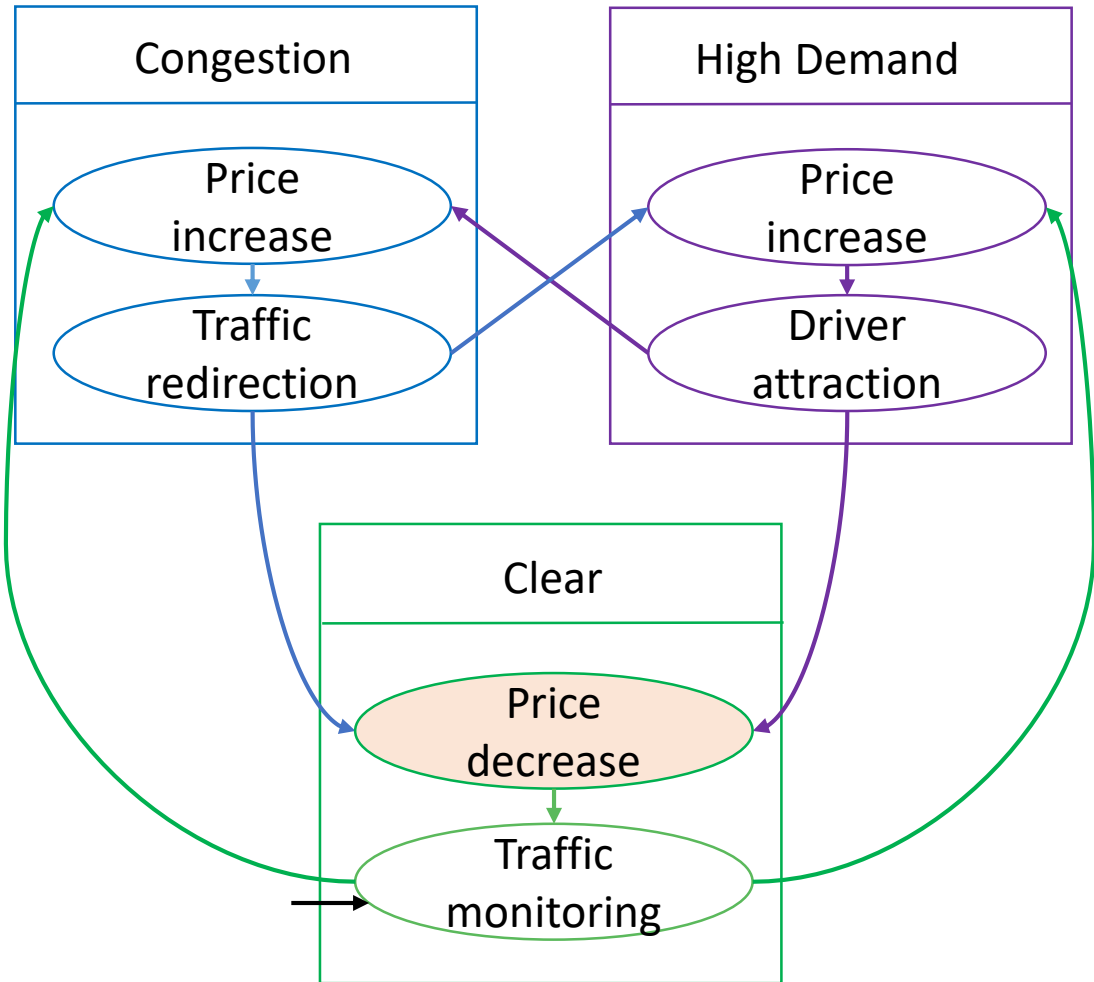 Congestion
Price
increase
Traffic
redirection
High Demand
Price
increase
Driver
attraction
Clear
Price
decrease
Traffic
monitoring